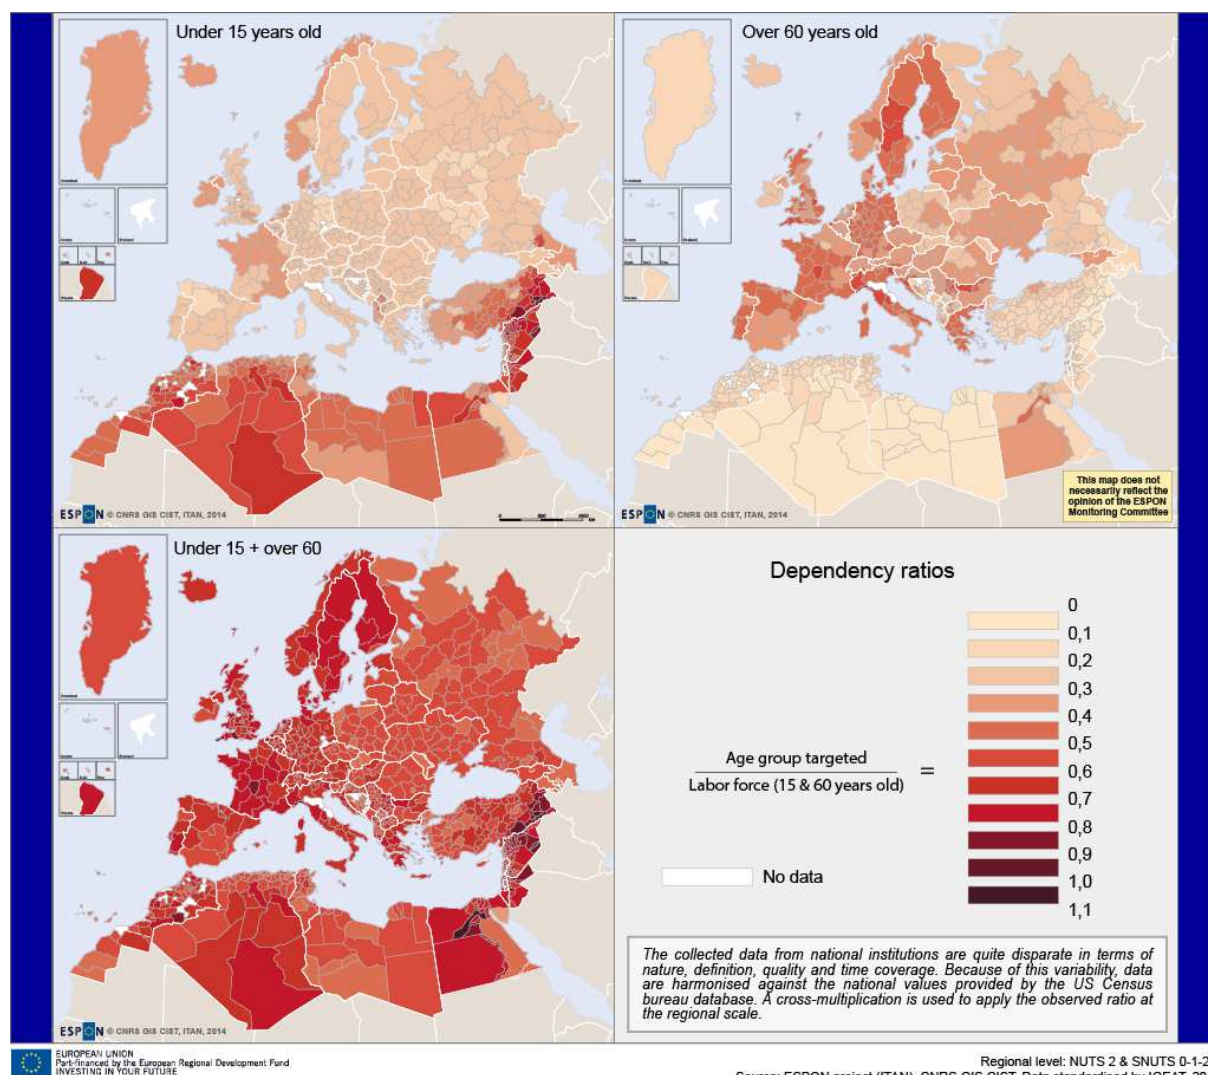 Under 15 years old
Over 60 years old
ESPON © CNRS GIS CIST, ITAN, 2014
This map does not
necessarily reflect the
opinion of the ESPON
Monitoring Committee
ESPON © CNRS GIS CIST, ITAN, 2014
Under 15 + over 60
ESPON © CNRS GIS CIST, ITAN, 2014
Dependency ratios
0
0,1
0,2
0,3
0,4
0,5
0,6
0,7
0,8
0,9
1,0
1,1
Age group targeted
Labor force (15 & 60 years old)
=
No data
The collected data from national institutions are quite disparate in terms of
nature, definition, quality and time coverage. Because of this variability, data
are harmonised against the national values provided by the US Census
bureau database. A cross-multiplication is used to apply the observed ratio at
the regional scale.
EUROPEAN UNION
Part-financed by the European Regional Development Fund
INVESTING IN YOUR FUTURE
Regional level: NUTS 2 & SNUTS 0-1-2